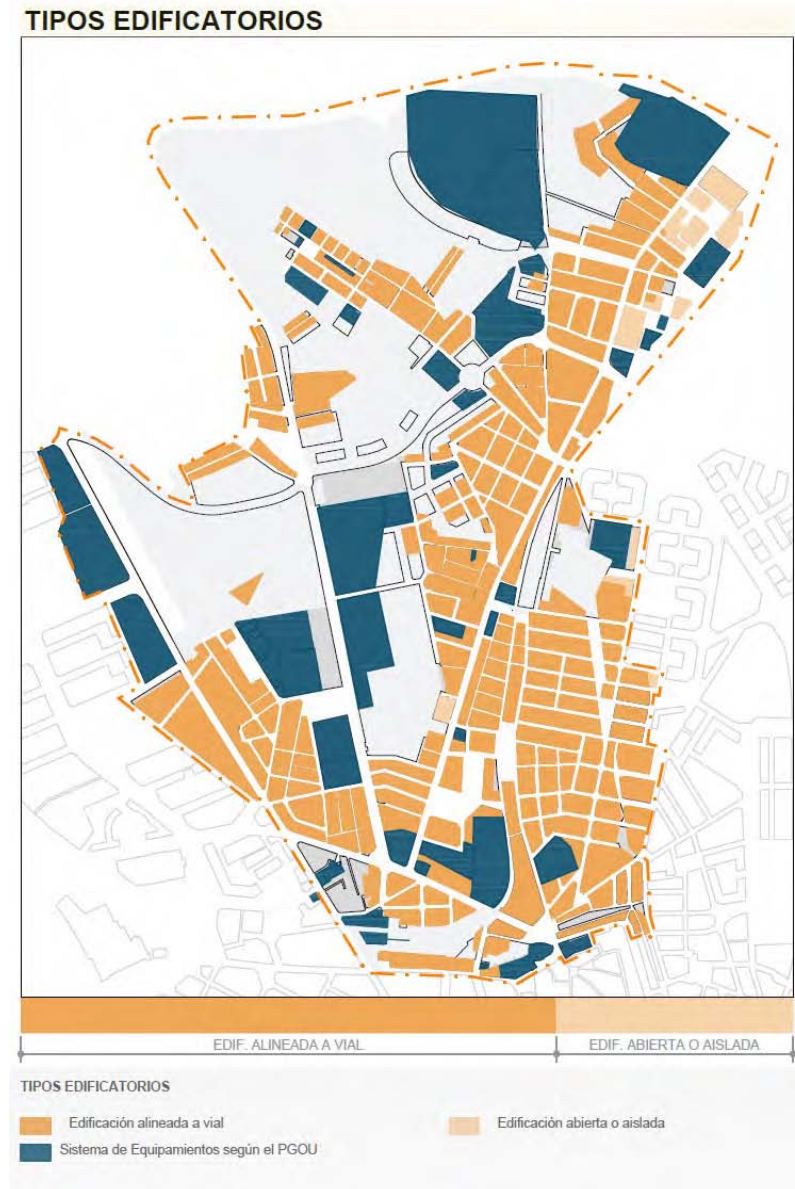 TIPOS EDIFICATORIOS
EDIF. ALINEADA A VIAL
EDIF. ABIERTA O AISLADA
TIPOS EDIFICATORIOS
Edificación alineada a vial
Edificación abierta o aislada
Sistema de Equipamientos según el PGOU